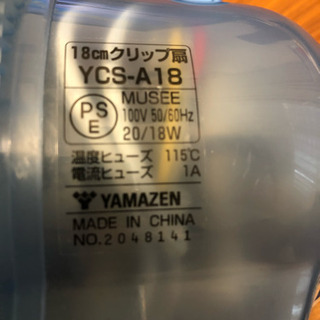 18cmクリップ扇
YCS-A18
PS
E
MUSEE
100V 50/60Hz
20/18W
温度ヒューズ 115℃
電流ヒューズ 1A
YAMAZEN
MADE IN CHINA
NO.2048141